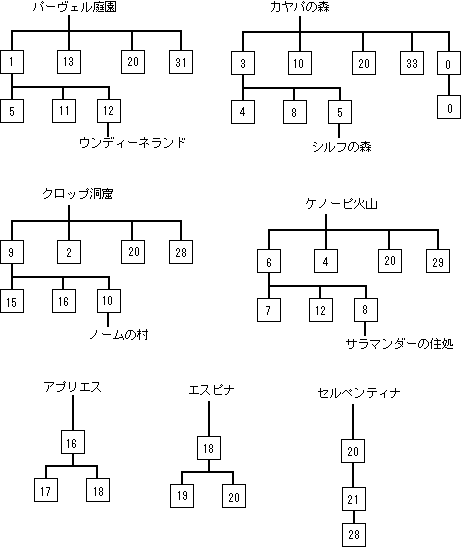 パーヴェル庭園 カヤパの森
1 13 20 31 3 10 20 33 0
5 11 12 4 8 5 0
ウンディーネランド シルフの森
クロップ洞窟 ケノーピ火山
9 2 20 28 6 4 20 29
15 16 10 7 12 8
ノームの村 サラマンダーの住処
アプリエス エスピナ セルペンティナ
16 18 20
17 18 19 20 21
28